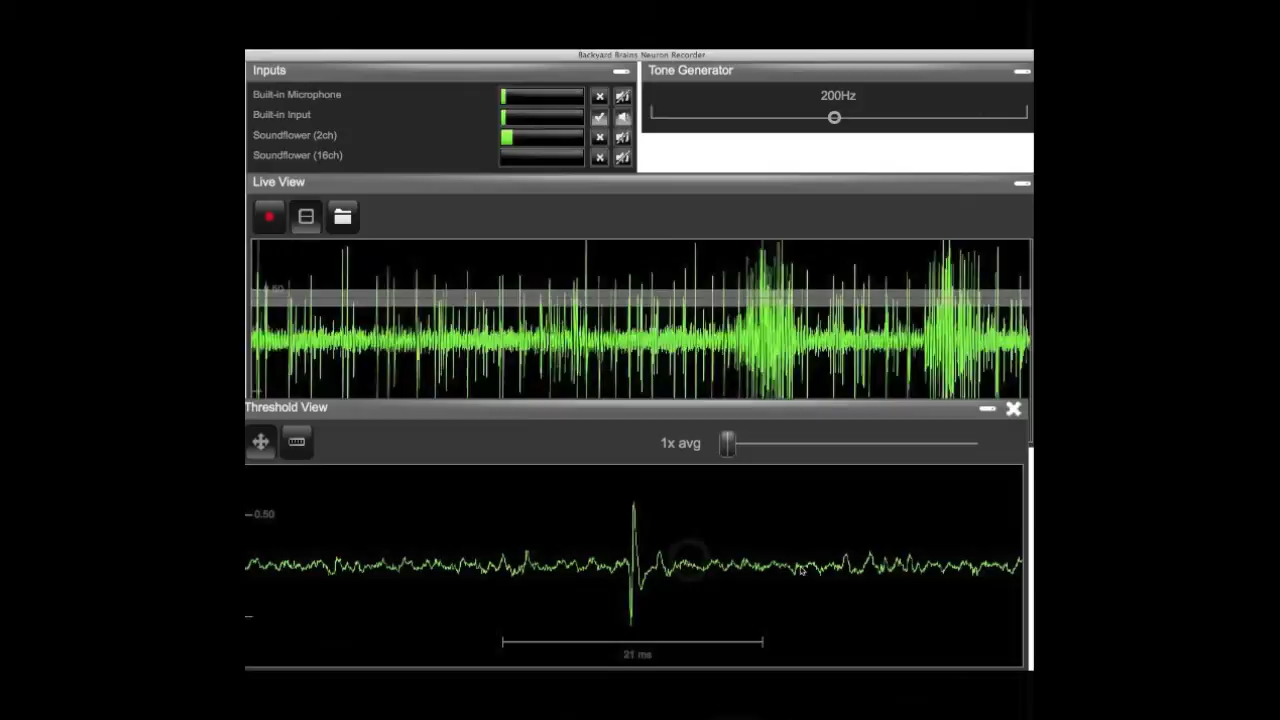 Backyard Brains Neuron Recorder
Inputs
Tone Generator
Built-in Microphone
200Hz
Built-in Input
Soundflower (2ch)
Soundflower (16ch)
Live View
Threshold View
1x avg
0.50
21 ms